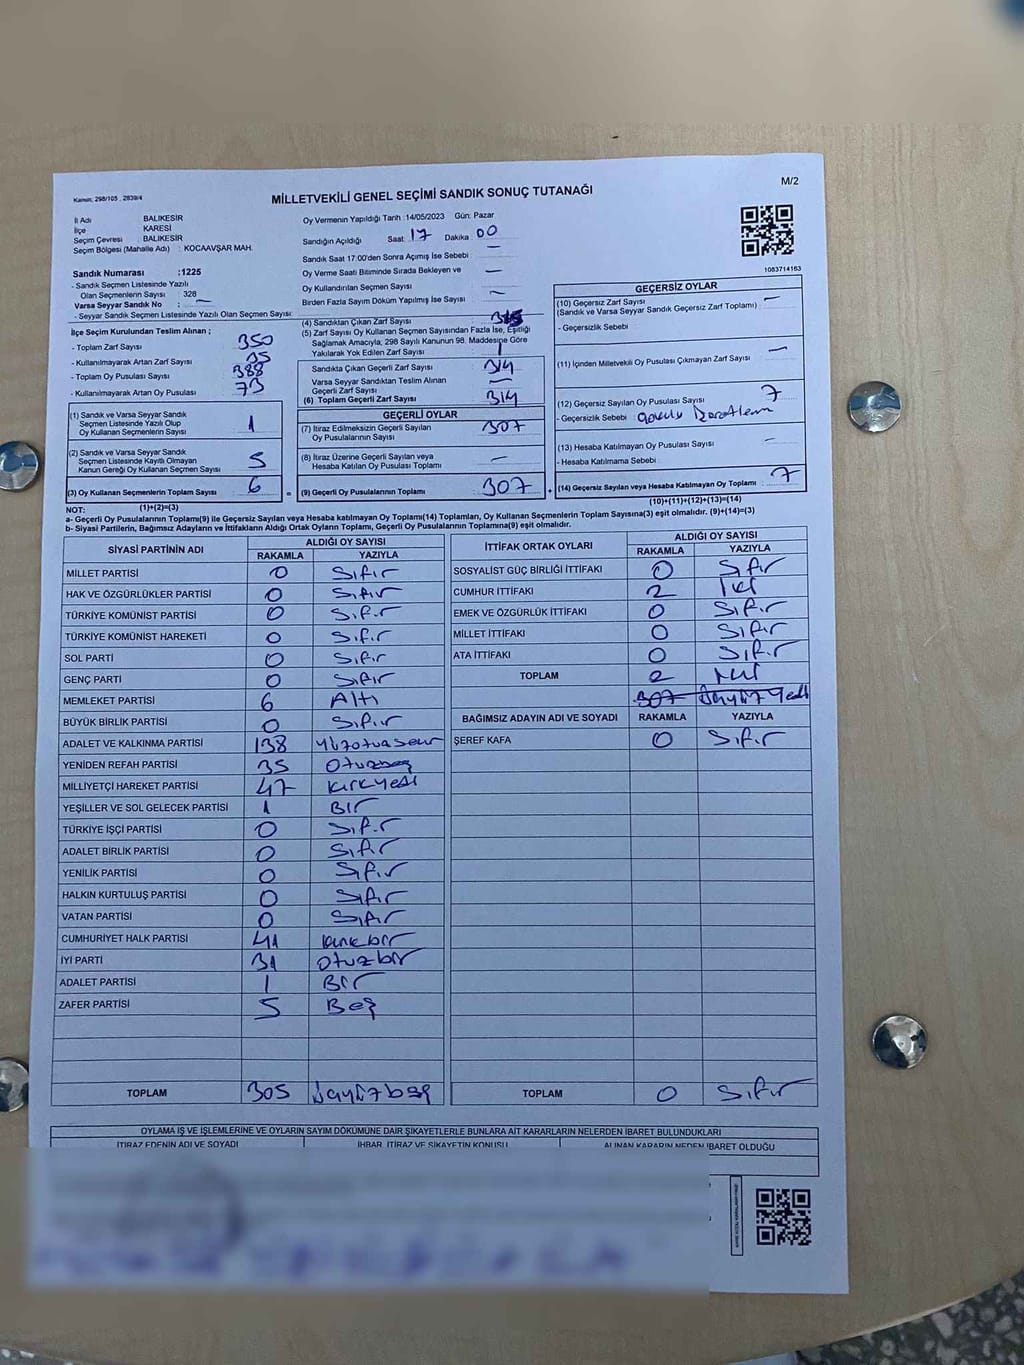 M/2
Kanun; 298/105 , 2839/4
MİLLETVEKİLİ GENEL SEÇİMİ SANDIK SONUÇ TUTANAĞI
İl Adı BALIKESİR
İlçe KARESİ
Seçim Çevresi : BALIKESİR
Seçim Bölgesi (Mahalle Adı) : KOCAAVŞAR MAH.
Sandık Numarası :1225
- Sandık Seçmen Listesinde Yazılı
Olan Seçmenlerin Sayısı : 328
Varsa Seyyar Sandık No : —
- Seyyar Sandık Seçmen Listesinde Yazılı Olan Seçmen Sayısı:
Oy Vermenin Yapıldığı Tarih :14/05/2023 Gün: Pazar
Sandığın Açıldığı Saat: 17 Dakika : 00
Sandık Saat 17:00'den Sonra Açımış İse Sebebi : —
Oy Verme Saati Bitiminde Sırada Bekleyen ve —
Oy Kullandırılan Seçmen Sayısı :
Birden Fazla Sayım Döküm Yapılmış İse Sayısı : —
1083714163
İlçe Seçim Kurulundan Teslim Alınan ;
- Toplam Zarf Sayısı : 350
- Kullanılmayarak Artan Zarf Sayısı : 35
- Toplam Oy Pusulası Sayısı : 388
- Kullanılmayarak Artan Oy Pusulası : 73
(1) Sandık ve Varsa Seyyar Sandık
Seçmen Listesinde Yazılı Olup
Oy Kullanan Seçmenlerin Sayısı 1
(2) Sandık ve Varsa Seyyar Sandık
Seçmen Listesinde Kayıtlı Olmayan
Kanun Gereği Oy Kullanan Seçmen Sayısı 5
(3) Oy Kullanan Seçmenlerin Toplam Sayısı 6
(1)+(2)=(3)
(4) Sandıktan Çıkan Zarf Sayısı : 315
(5) Zarf Sayısı Oy Kullanan Seçmen Sayısından Fazla İse, Eşitliği
Sağlamak Amacıyla, 298 Sayılı Kanunun 98. Maddesine Göre
Yakılarak Yok Edilen Zarf Sayısı : 1
Sandıkta Çıkan Geçerli Zarf Sayısı : 314
Varsa Seyyar Sandıktan Teslim Alınan
Geçerli Zarf Sayısı : —
(6) Toplam Geçerli Zarf Sayısı : 314
GEÇERLİ OYLAR
(7) İtiraz Edilmeksizin Geçerli Sayılan
Oy Pusulalarının Sayısı : 307
(8) İtiraz Üzerine Geçerli Sayılan veya
Hesaba Katılan Oy Pusulası Toplamı : —
= (9) Geçerli Oy Pusulalarının Toplamı : 307
GEÇERSİZ OYLAR
(10) Geçersiz Zarf Sayısı : —
(Sandık ve Varsa Seyyar Sandık Geçersiz Zarf Toplamı)
- Geçersizlik Sebebi :
(11) İçinden Milletvekili Oy Pusulası Çıkmayan Zarf Sayısı : —
(12) Geçersiz Sayılan Oy Pusulası Sayısı : 7
- Geçersizlik Sebebi :
(13) Hesaba Katılmayan Oy Pusulası Sayısı : —
- Hesaba Katılmama Sebebi :
+ (14) Geçersiz Sayılan veya Hesaba Katılmayan Oy Toplamı : 7
(10)+(11)+(12)+(13)=(14)
NOT:
a- Geçerli Oy Pusulalarının Toplamı(9) ile Geçersiz Sayılan veya Hesaba katılmayan Oy Toplamı(14) Toplamları, Oy Kullanan Seçmenlerin Toplam Sayısına(3) eşit olmalıdır. (9)+(14)=(3)
b- Siyasi Partilerin, Bağımsız Adayların ve İttifakların Aldığı Ortak Oyların Toplamı, Geçerli Oy Pusulalarının Toplamına(9) eşit olmalıdır.
SİYASİ PARTİNİN ADI ALDIĞI OY SAYISI
RAKAMLA YAZIYLA
MİLLET PARTİSİ 0 Sıfır
HAK VE ÖZGÜRLÜKLER PARTİSİ 0 Sıfır
TÜRKİYE KOMÜNİST PARTİSİ 0 Sıfır
TÜRKİYE KOMÜNİST HAREKETİ 0 Sıfır
SOL PARTİ 0 Sıfır
GENÇ PARTİ 0 Sıfır
MEMLEKET PARTİSİ 6 Altı
BÜYÜK BİRLİK PARTİSİ 0 Sıfır
ADALET VE KALKINMA PARTİSİ 138
YENİDEN REFAH PARTİSİ 35 Otuzbeş
MİLLİYETÇİ HAREKET PARTİSİ 47 kırkyedi
YEŞİLLER VE SOL GELECEK PARTİSİ 1 Bir
TÜRKİYE İŞÇİ PARTİSİ 0 Sıfır
ADALET BİRLİK PARTİSİ 0 Sıfır
YENİLİK PARTİSİ 0 Sıfır
HALKIN KURTULUŞ PARTİSİ 0 Sıfır
VATAN PARTİSİ 0 Sıfır
CUMHURİYET HALK PARTİSİ 41 kırkbir
İYİ PARTİ 31 Otuzbir
ADALET PARTİSİ 1 Bir
ZAFER PARTİSİ 5 Beş
TOPLAM 305 üçyüzbeş
İTTİFAK ORTAK OYLARI ALDIĞI OY SAYISI
RAKAMLA YAZIYLA
SOSYALİST GÜÇ BİRLİĞİ İTTİFAKI 0 Sıfır
CUMHUR İTTİFAKI 2 İki
EMEK VE ÖZGÜRLÜK İTTİFAKI 0 Sıfır
MİLLET İTTİFAKI 0 Sıfır
ATA İTTİFAKI 0 Sıfır
TOPLAM 2 İki
307 üçyüz yedi
BAĞIMSIZ ADAYIN ADI VE SOYADI RAKAMLA YAZIYLA
ŞEREF KAFA 0 Sıfır
TOPLAM 0 Sıfır
OYLAMA İŞ VE İŞLEMLERİNE VE OYLARIN SAYIM DÖKÜMÜNE DAİR ŞİKAYETLERLE BUNLARA AİT KARARLARIN NELERDEN İBARET BULUNDUKLARI
İTİRAZ EDENİN ADI VE SOYADI İHBAR, İTİRAZ VE ŞİKAYETİN KONUSU ALINAN KARARIN NEDEN İBARET OLDUĞU